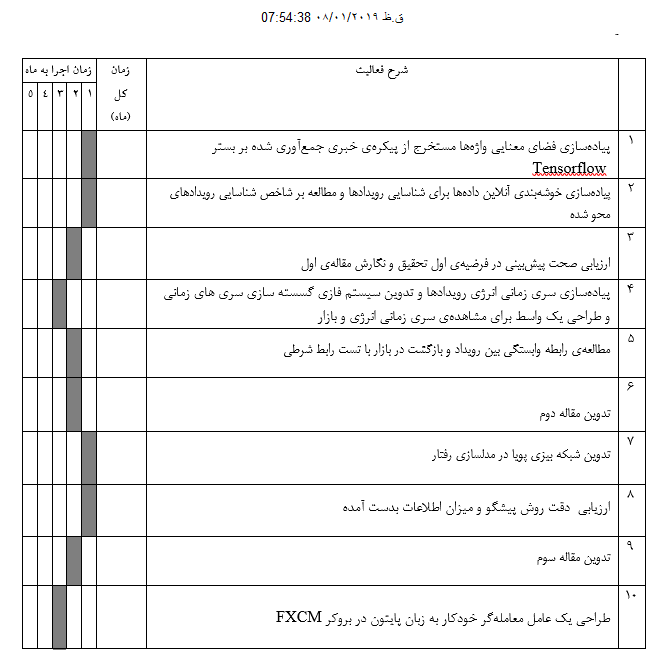 07:54:38 ۰۸/۰۱/۲۰۱۹ ق.ظ
-
شرح فعالیت
زمان
کل
(ماه)
زمان اجرا به ماه
۱ ۲ ۳ ٤ ٥
۱
پیاده‌سازی فضای معنایی واژه‌ها مستخرج از پیکره‌ی خبری جمع‌آوری شده بر بستر
Tensorflow
۲
پیاده‌سازی خوشه‌بندی آنلاین داده‌ها برای شناسایی رویدادها و مطالعه بر شاخص شناسایی رویدادهای
محو شده
۳
ارزیابی صحت پیش‌بینی در فرضیه‌ی اول تحقیق و نگارش مقاله‌ی اول
۴
پیاده‌سازی سری زمانی انرژی رویدادها و تدوین سیستم فازی گسسته سازی سری های زمانی
و طراحی یک واسط برای مشاهده‌ی سری زمانی انرژی و بازار
۵
مطالعه‌ی رابطه وابستگی بین رویداد و بازگشت در بازار با تست رابط شرطی
۶
تدوین مقاله دوم
۷
تدوین شبکه بیزی پویا در مدلسازی رفتار
۸
ارزیابی دقت روش پیشگو و میزان اطلاعات بدست آمده
۹
تدوین مقاله سوم
۱۰
طراحی یک عامل معامله‌گر خودکار به زبان پایتون در بروکر FXCM